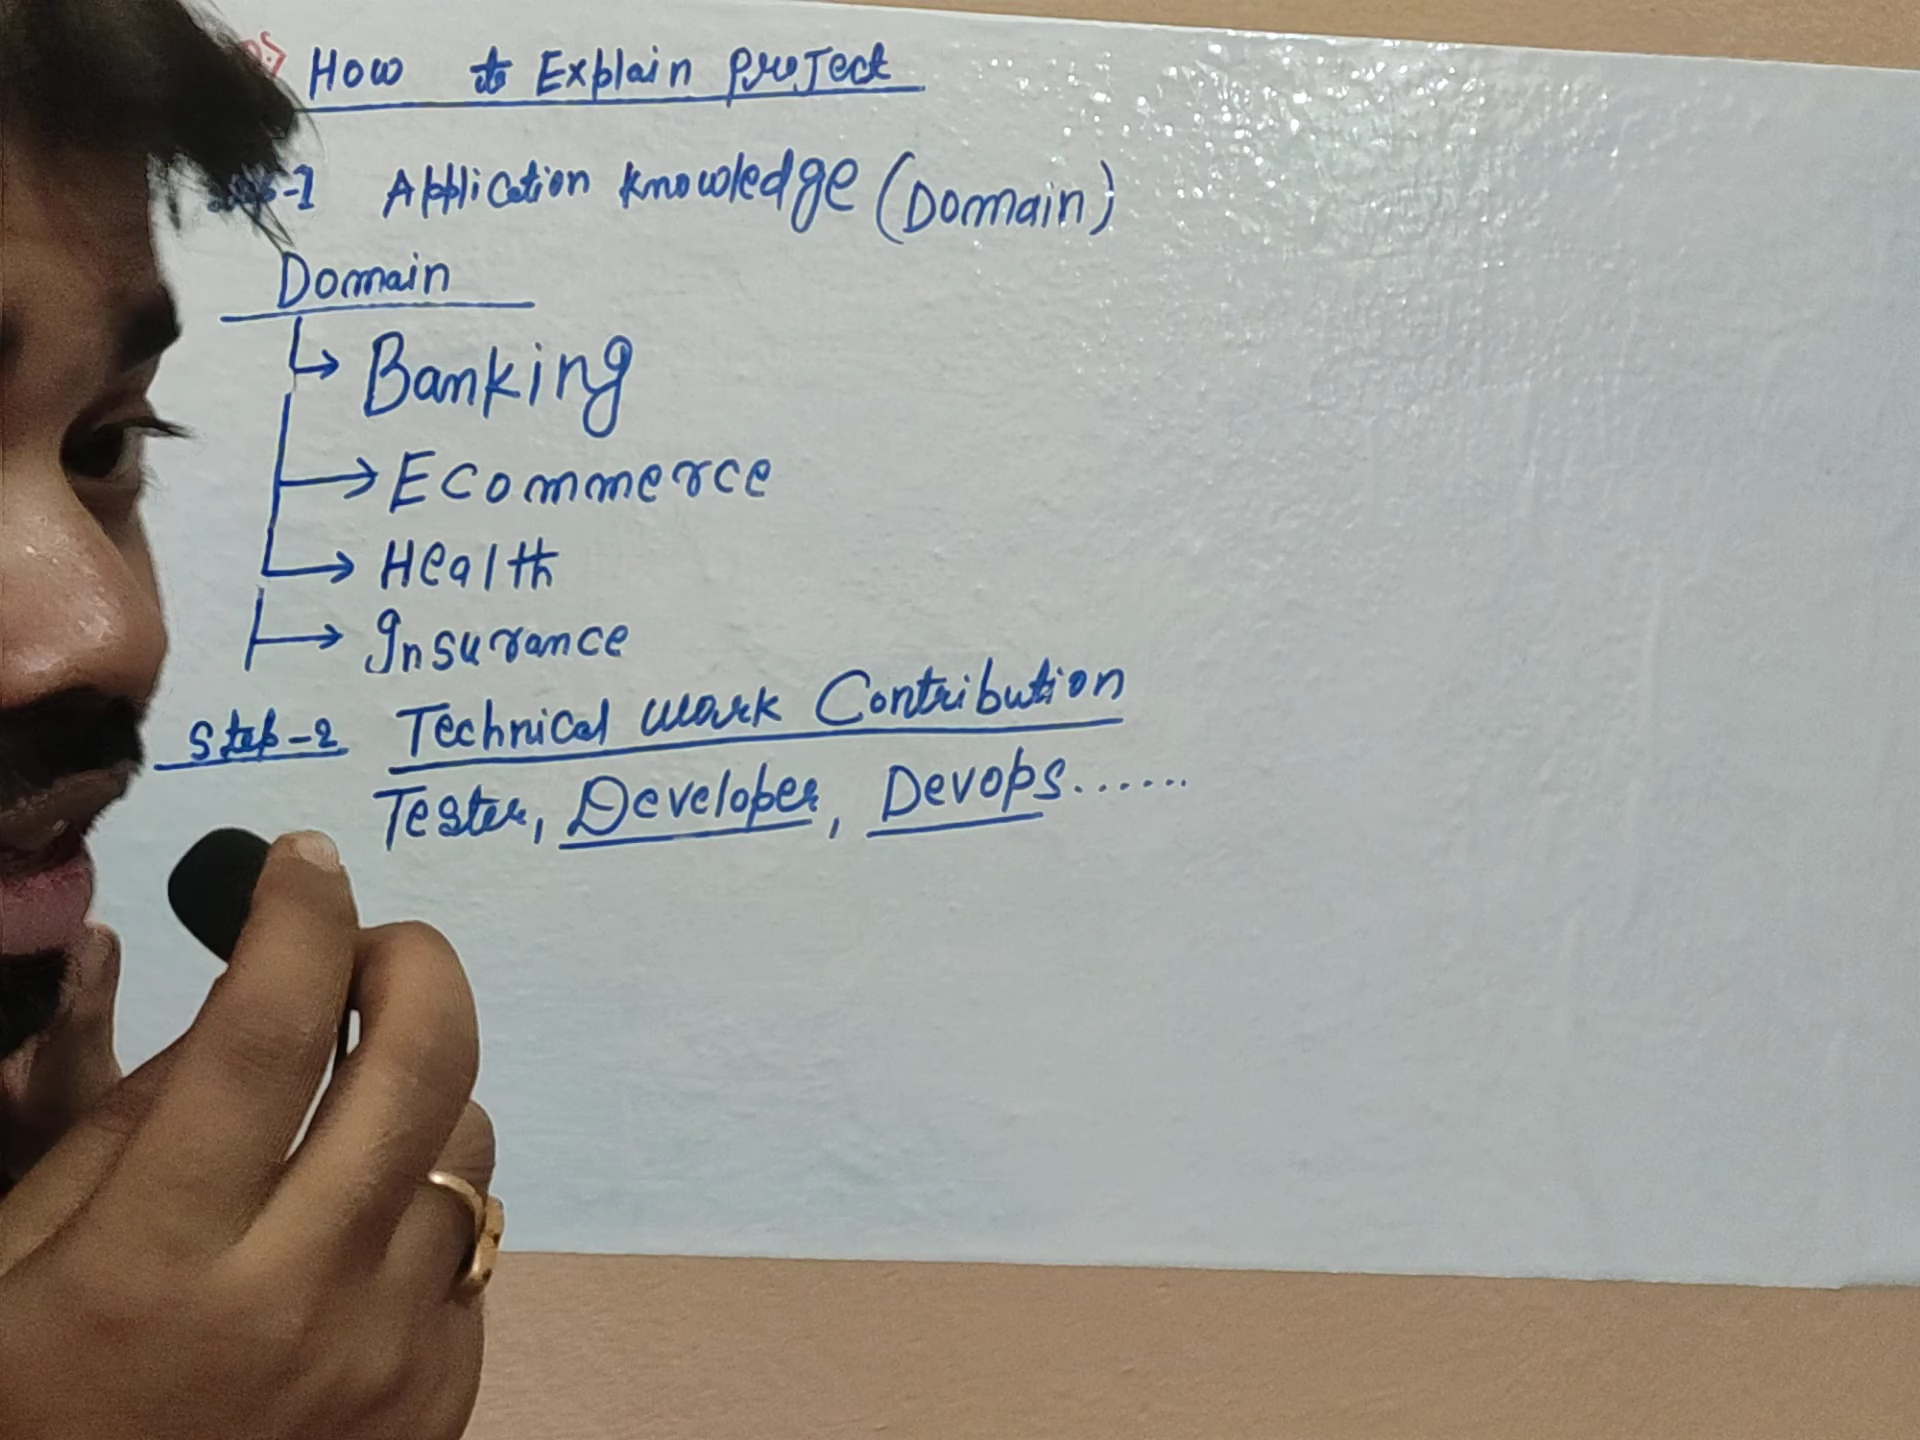 How to Explain project
-1 Application knowledge (Domain)
Domain
Banking
Ecommerce
Health
Insurance
Step-2 Technical work Contribution
Tester, Developer, Devops......